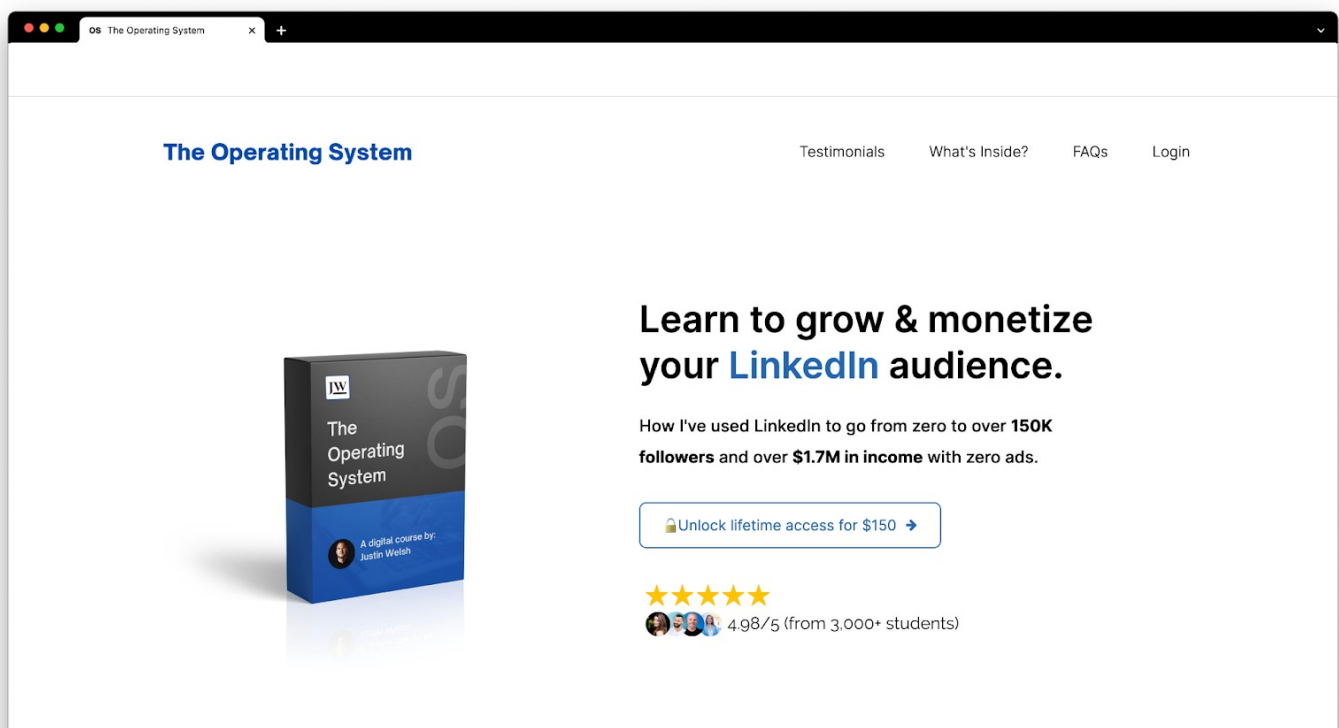 OS The Operating System
The Operating System
Testimonials
What's Inside?
FAQs
Login
JW
OS
The
Operating
System
A digital course by:
Justin Welsh
Learn to grow & monetize
your LinkedIn audience.
How I've used LinkedIn to go from zero to over 150K
followers and over $1.7M in income with zero ads.
Unlock lifetime access for $150
4.98/5 (from 3,000+ students)